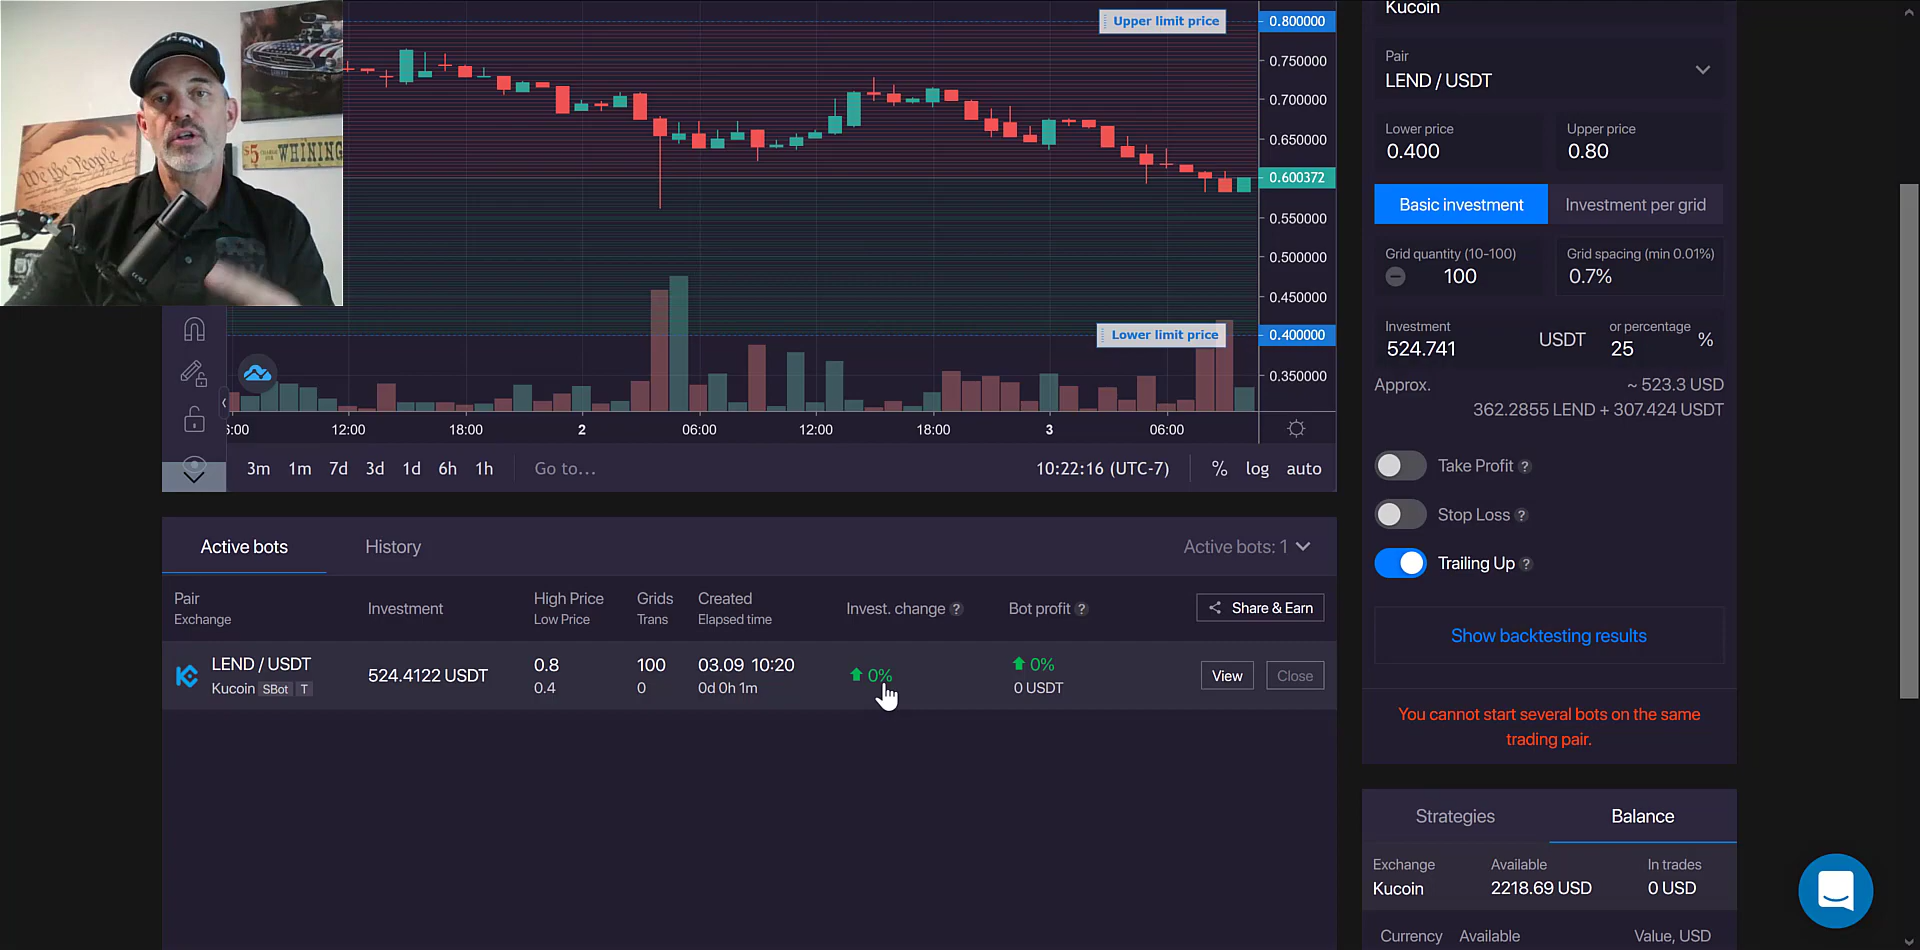 CON
We the People
$5
CHARGE
FOR
WHINING
Upper limit price
0.800000
0.750000
0.700000
0.650000
0.600372
0.550000
0.500000
0.450000
Lower limit price
0.400000
0.350000
6:00
12:00
18:00
2
06:00
12:00
18:00
3
06:00
3m 1m 7d 3d 1d 6h 1h Go to... 10:22:16 (UTC-7) % log auto
Kucoin
Pair
LEND / USDT
Lower price Upper price
0.400 0.80
Basic investment Investment per grid
Grid quantity (10-100) Grid spacing (min 0.01%)
100 0.7%
Investment or percentage
524.741 USDT 25 %
Approx. ~ 523.3 USD
362.2855 LEND + 307.424 USDT
Take Profit ?
Stop Loss ?
Trailing Up ?
Show backtesting results
You cannot start several bots on the same
trading pair.
Active bots History Active bots: 1
Pair
Exchange
Investment
High Price
Low Price
Grids
Trans
Created
Elapsed time
Invest. change ?
Bot profit ?
Share & Earn
LEND / USDT
Kucoin SBot T
524.4122 USDT
0.8
0.4
100
0
03.09 10:20
0d 0h 1m
0%
0%
0 USDT
View
Close
Strategies Balance
Exchange Available In trades
Kucoin 2218.69 USD 0 USD
Currency Available Value, USD